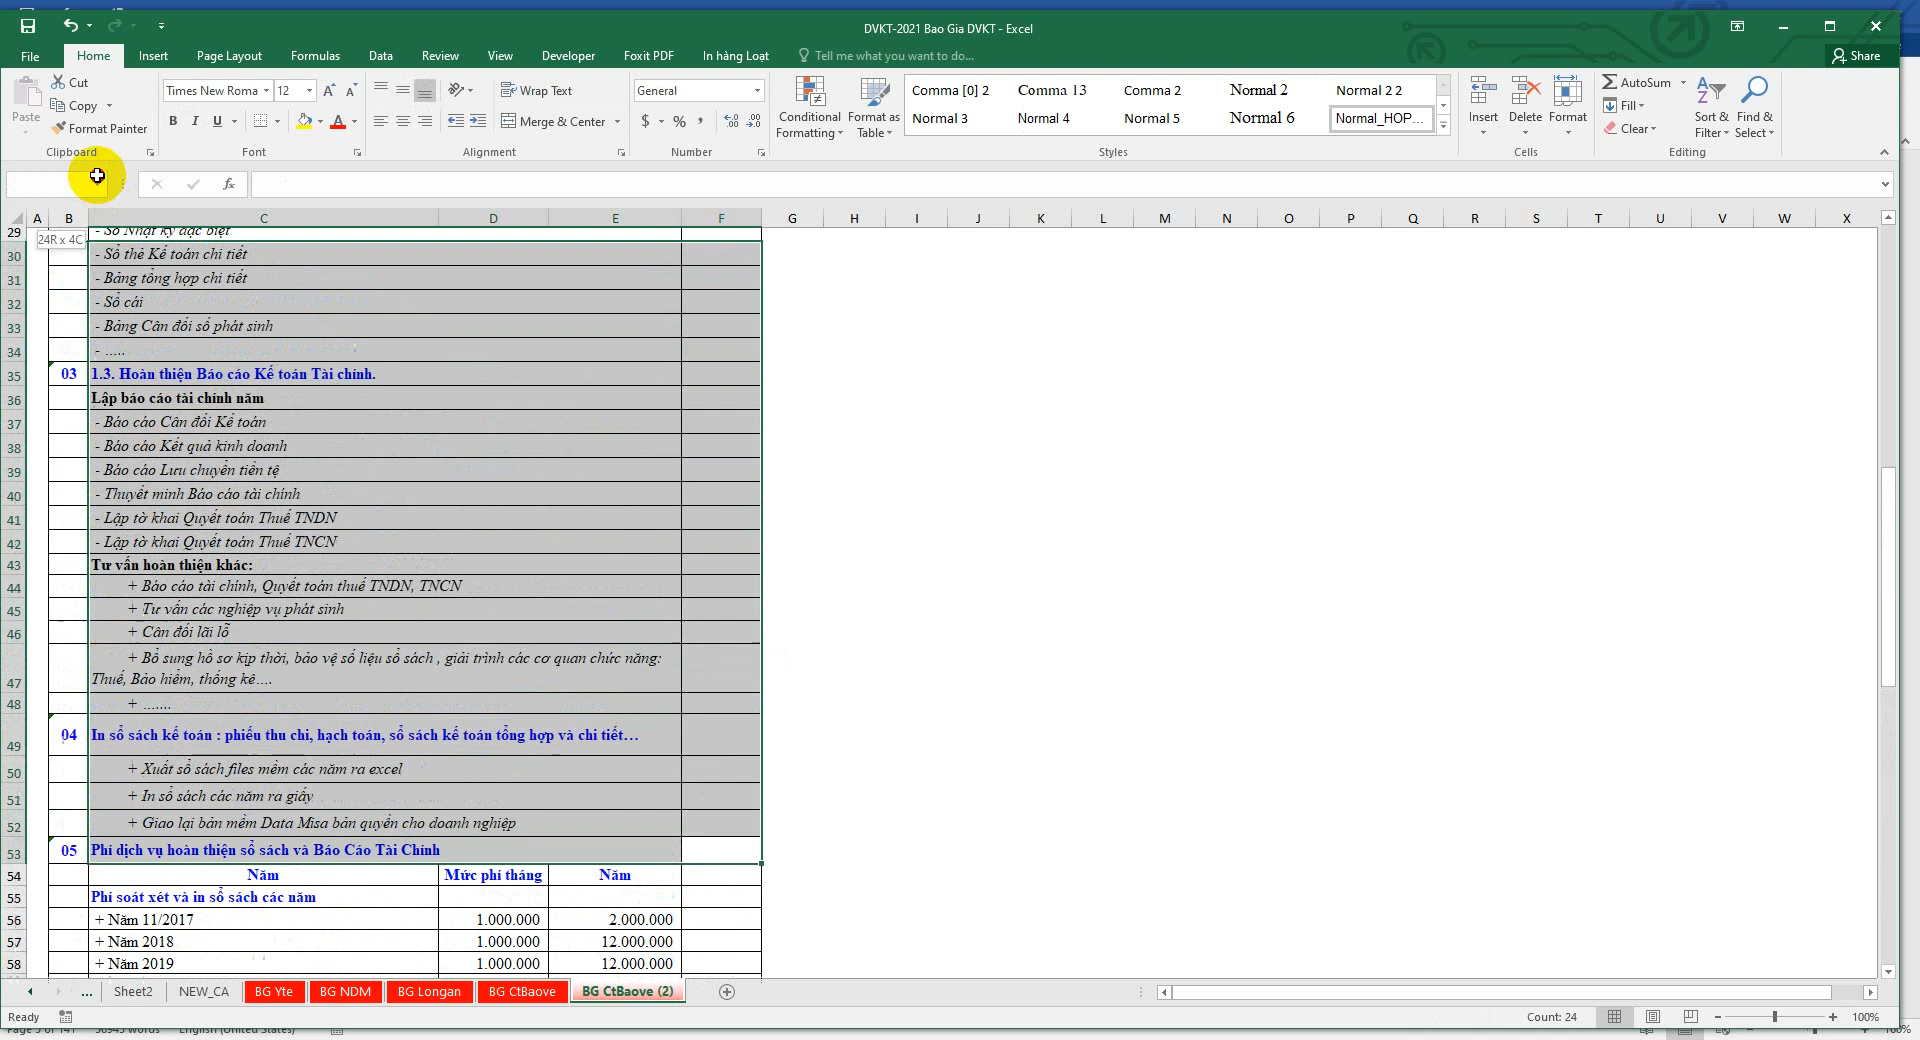 DVKT-2021 Bao Gia DVKT - Excel
File Home Insert Page Layout Formulas Data Review View Developer Foxit PDF In hàng Loạt Tell me what you want to do... Share
Paste
Cut
Copy
Format Painter
Clipboard
Times New Roma 12
B I U
Font
Wrap Text
Merge & Center
Alignment
General
$ % ,
Number
Conditional Formatting
Format as Table
Comma [0] 2 Comma 13 Comma 2 Normal 2 Normal 2 2
Normal 3 Normal 4 Normal 5 Normal 6 Normal_HOP...
Styles
Insert Delete Format
Cells
AutoSum
Fill
Clear
Sort & Filter
Find & Select
Editing
fx
A B C D E F G H I J K L M N O P Q R S T U V W X
24R x 4C
29 - Sổ Nhật ký đặc biệt
30 - Sổ thẻ Kế toán chi tiết
31 - Bảng tổng hợp chi tiết
32 - Sổ cái
33 - Bảng Cân đối số phát sinh
34 - …..
35 03 1.3. Hoàn thiện Báo cáo Kế toán Tài chính.
36 Lập báo cáo tài chính năm
37 - Báo cáo Cân đối Kế toán
38 - Báo cáo Kết quả kinh doanh
39 - Báo cáo Lưu chuyển tiền tệ
40 - Thuyết minh Báo cáo tài chính
41 - Lập tờ khai Quyết toán Thuế TNDN
42 - Lập tờ khai Quyết toán Thuế TNCN
43 Tư vấn hoàn thiện khác:
44 + Báo cáo tài chính, Quyết toán thuế TNDN, TNCN
45 + Tư vấn các nghiệp vụ phát sinh
46 + Cân đối lãi lỗ
+ Bổ sung hồ sơ kịp thời, bảo vệ số liệu sổ sách , giải trình các cơ quan chức năng:
47 Thuế, Bảo hiểm, thống kê….
48 + …….
49 04 In sổ sách kế toán : phiếu thu chi, hạch toán, sổ sách kế toán tổng hợp và chi tiết…
50 + Xuất sổ sách files mềm các năm ra excel
51 + In sổ sách các năm ra giấy
52 + Giao lại bản mềm Data Misa bản quyền cho doanh nghiệp
53 05 Phí dịch vụ hoàn thiện sổ sách và Báo Cáo Tài Chính
54 Năm Mức phí tháng Năm
55 Phí soát xét và in sổ sách các năm
56 + Năm 11/2017 1.000.000 2.000.000
57 + Năm 2018 1.000.000 12.000.000
58 + Năm 2019 1.000.000 12.000.000
... Sheet2 NEW_CA BG Yte BG NDM BG Longan BG CtBaove BG CtBaove (2)
Ready Count: 24 100%